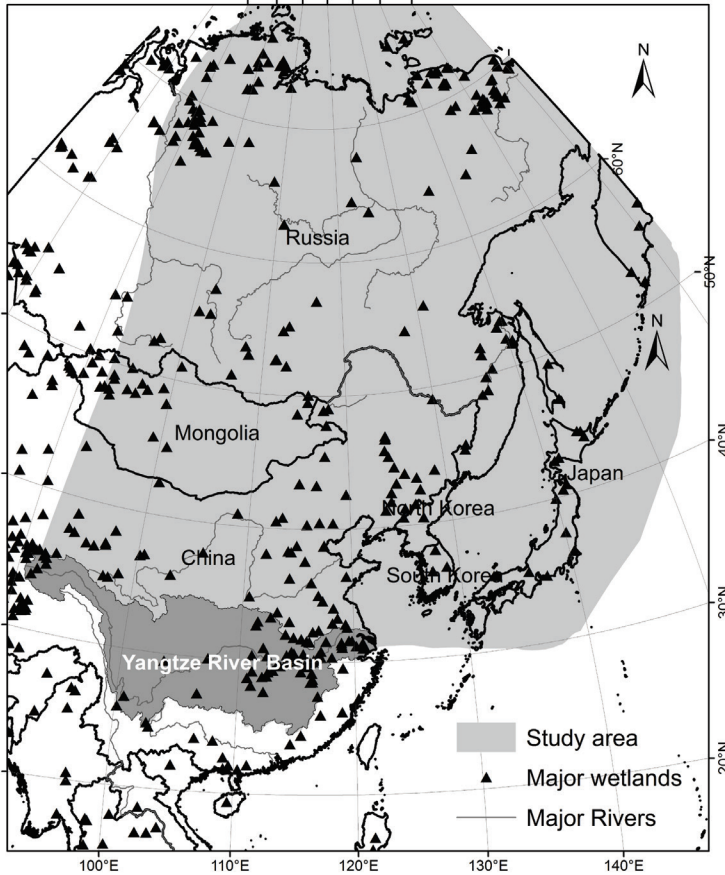 N
60°N
Russia
50°N
N
Mongolia
40°N
Japan
North Korea
China
South Korea
30°N
Yangtze River Basin
Study area
20°N
Major wetlands
Major Rivers
100°E
110°E
120°E
130°E
140°E